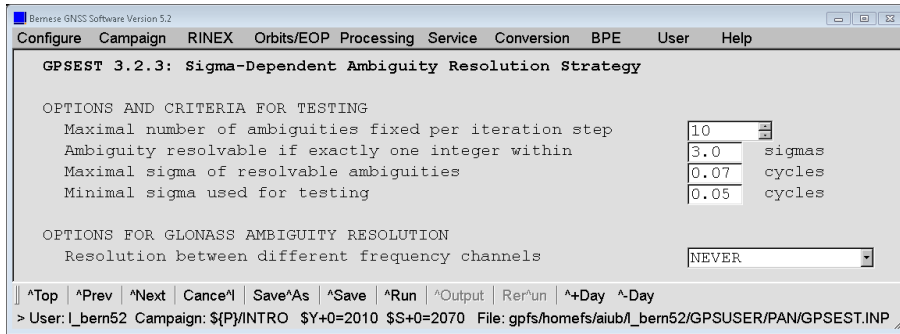 Bernese GNSS Software Version 5.2
Configure Campaign RINEX Orbits/EOP Processing Service Conversion BPE User Help
GPSEST 3.2.3: Sigma-Dependent Ambiguity Resolution Strategy
OPTIONS AND CRITERIA FOR TESTING
Maximal number of ambiguities fixed per iteration step 10
Ambiguity resolvable if exactly one integer within 3.0 sigmas
Maximal sigma of resolvable ambiguities 0.07 cycles
Minimal sigma used for testing 0.05 cycles
OPTIONS FOR GLONASS AMBIGUITY RESOLUTION
Resolution between different frequency channels NEVER
^Top | ^Prev | ^Next | Cance^l | Save^As | ^Save | ^Run | ^Output | Rer^un | ^+Day ^-Day
> User: l_bern52 Campaign: ${P}/INTRO $Y+0=2010 $S+0=2070 File: gpfs/homefs/aiub/l_bern52/GPSUSER/PAN/GPSEST.INP